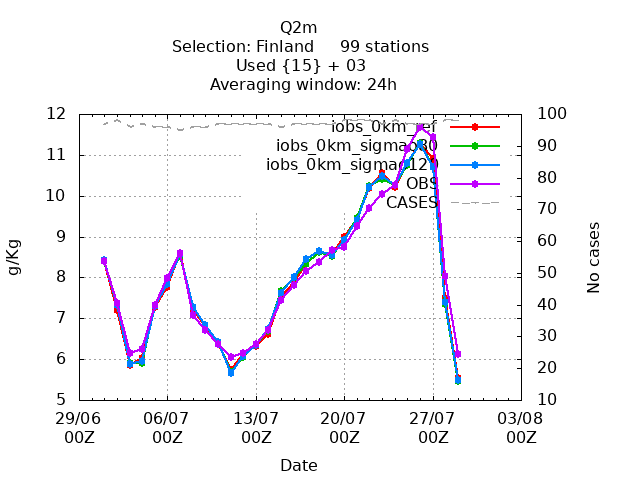 Q2m
Selection: Finland 99 stations
Used {15} + 03
Averaging window: 24h
12
11
10
9
8
7
6
5
g/Kg
100
90
80
70
60
50
40
30
20
10
No cases
iobs_0km_ref
iobs_0km_sigmao80
iobs_0km_sigmao120
OBS
CASES
29/06 06/07 13/07 20/07 27/07 03/08
00Z 00Z 00Z 00Z 00Z 00Z
Date